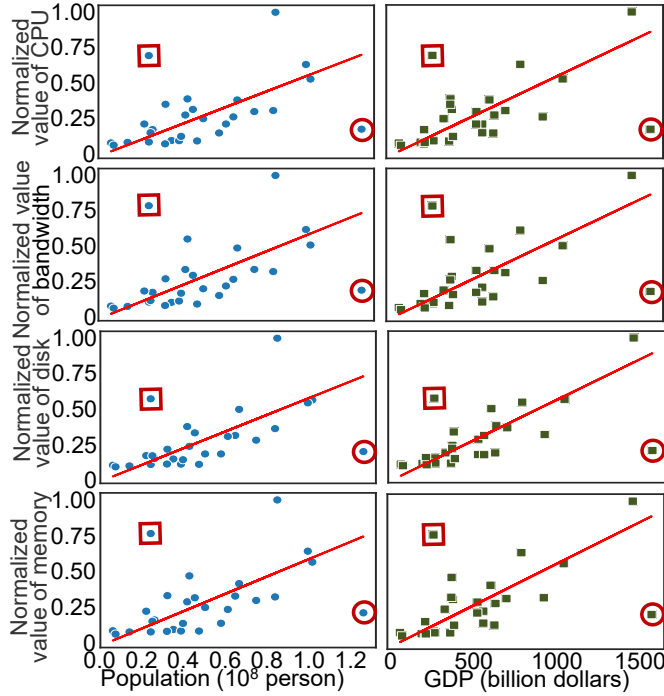 Normalized
value of CPU
1.00
0.75
0.50
0.25
0
Normalized value
of bandwidth
1.00
0.75
0.50
0.25
0
Normalized
value of disk
1.00
0.75
0.50
0.25
0
Normalized
value of memory
1.00
0.75
0.50
0.25
0
0.0 0.2 0.4 0.6 0.8 1.0 1.2
0 500 1000 1500
Population (10⁸ person)
GDP (billion dollars)